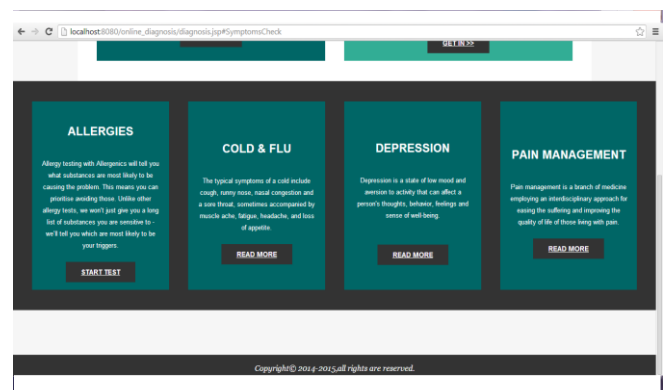 localhost:8080/online_diagnosis/diagnosis.jsp#SymptomsCheck
GET IN >>
ALLERGIES
Allergy testing with Allergenics will tell you
what substances are most likely to be
causing the problem. This means you can
prioritise avoiding those. Unlike other
allergy tests, we won't just give you a long
list of substances you are sensitive to -
we'll tell you which are most likely to be
your triggers.
START TEST
COLD & FLU
The typical symptoms of a cold include
cough, runny nose, nasal congestion and
a sore throat, sometimes accompanied by
muscle ache, fatigue, headache, and loss
of appetite.
READ MORE
DEPRESSION
Depression is a state of low mood and
aversion to activity that can affect a
person's thoughts, behavior, feelings and
sense of well-being.
READ MORE
PAIN MANAGEMENT
Pain management is a branch of medicine
employing an interdisciplinary approach for
easing the suffering and improving the
quality of life of those living with pain.
READ MORE
Copyright© 2014-2015,all rights are reserved.